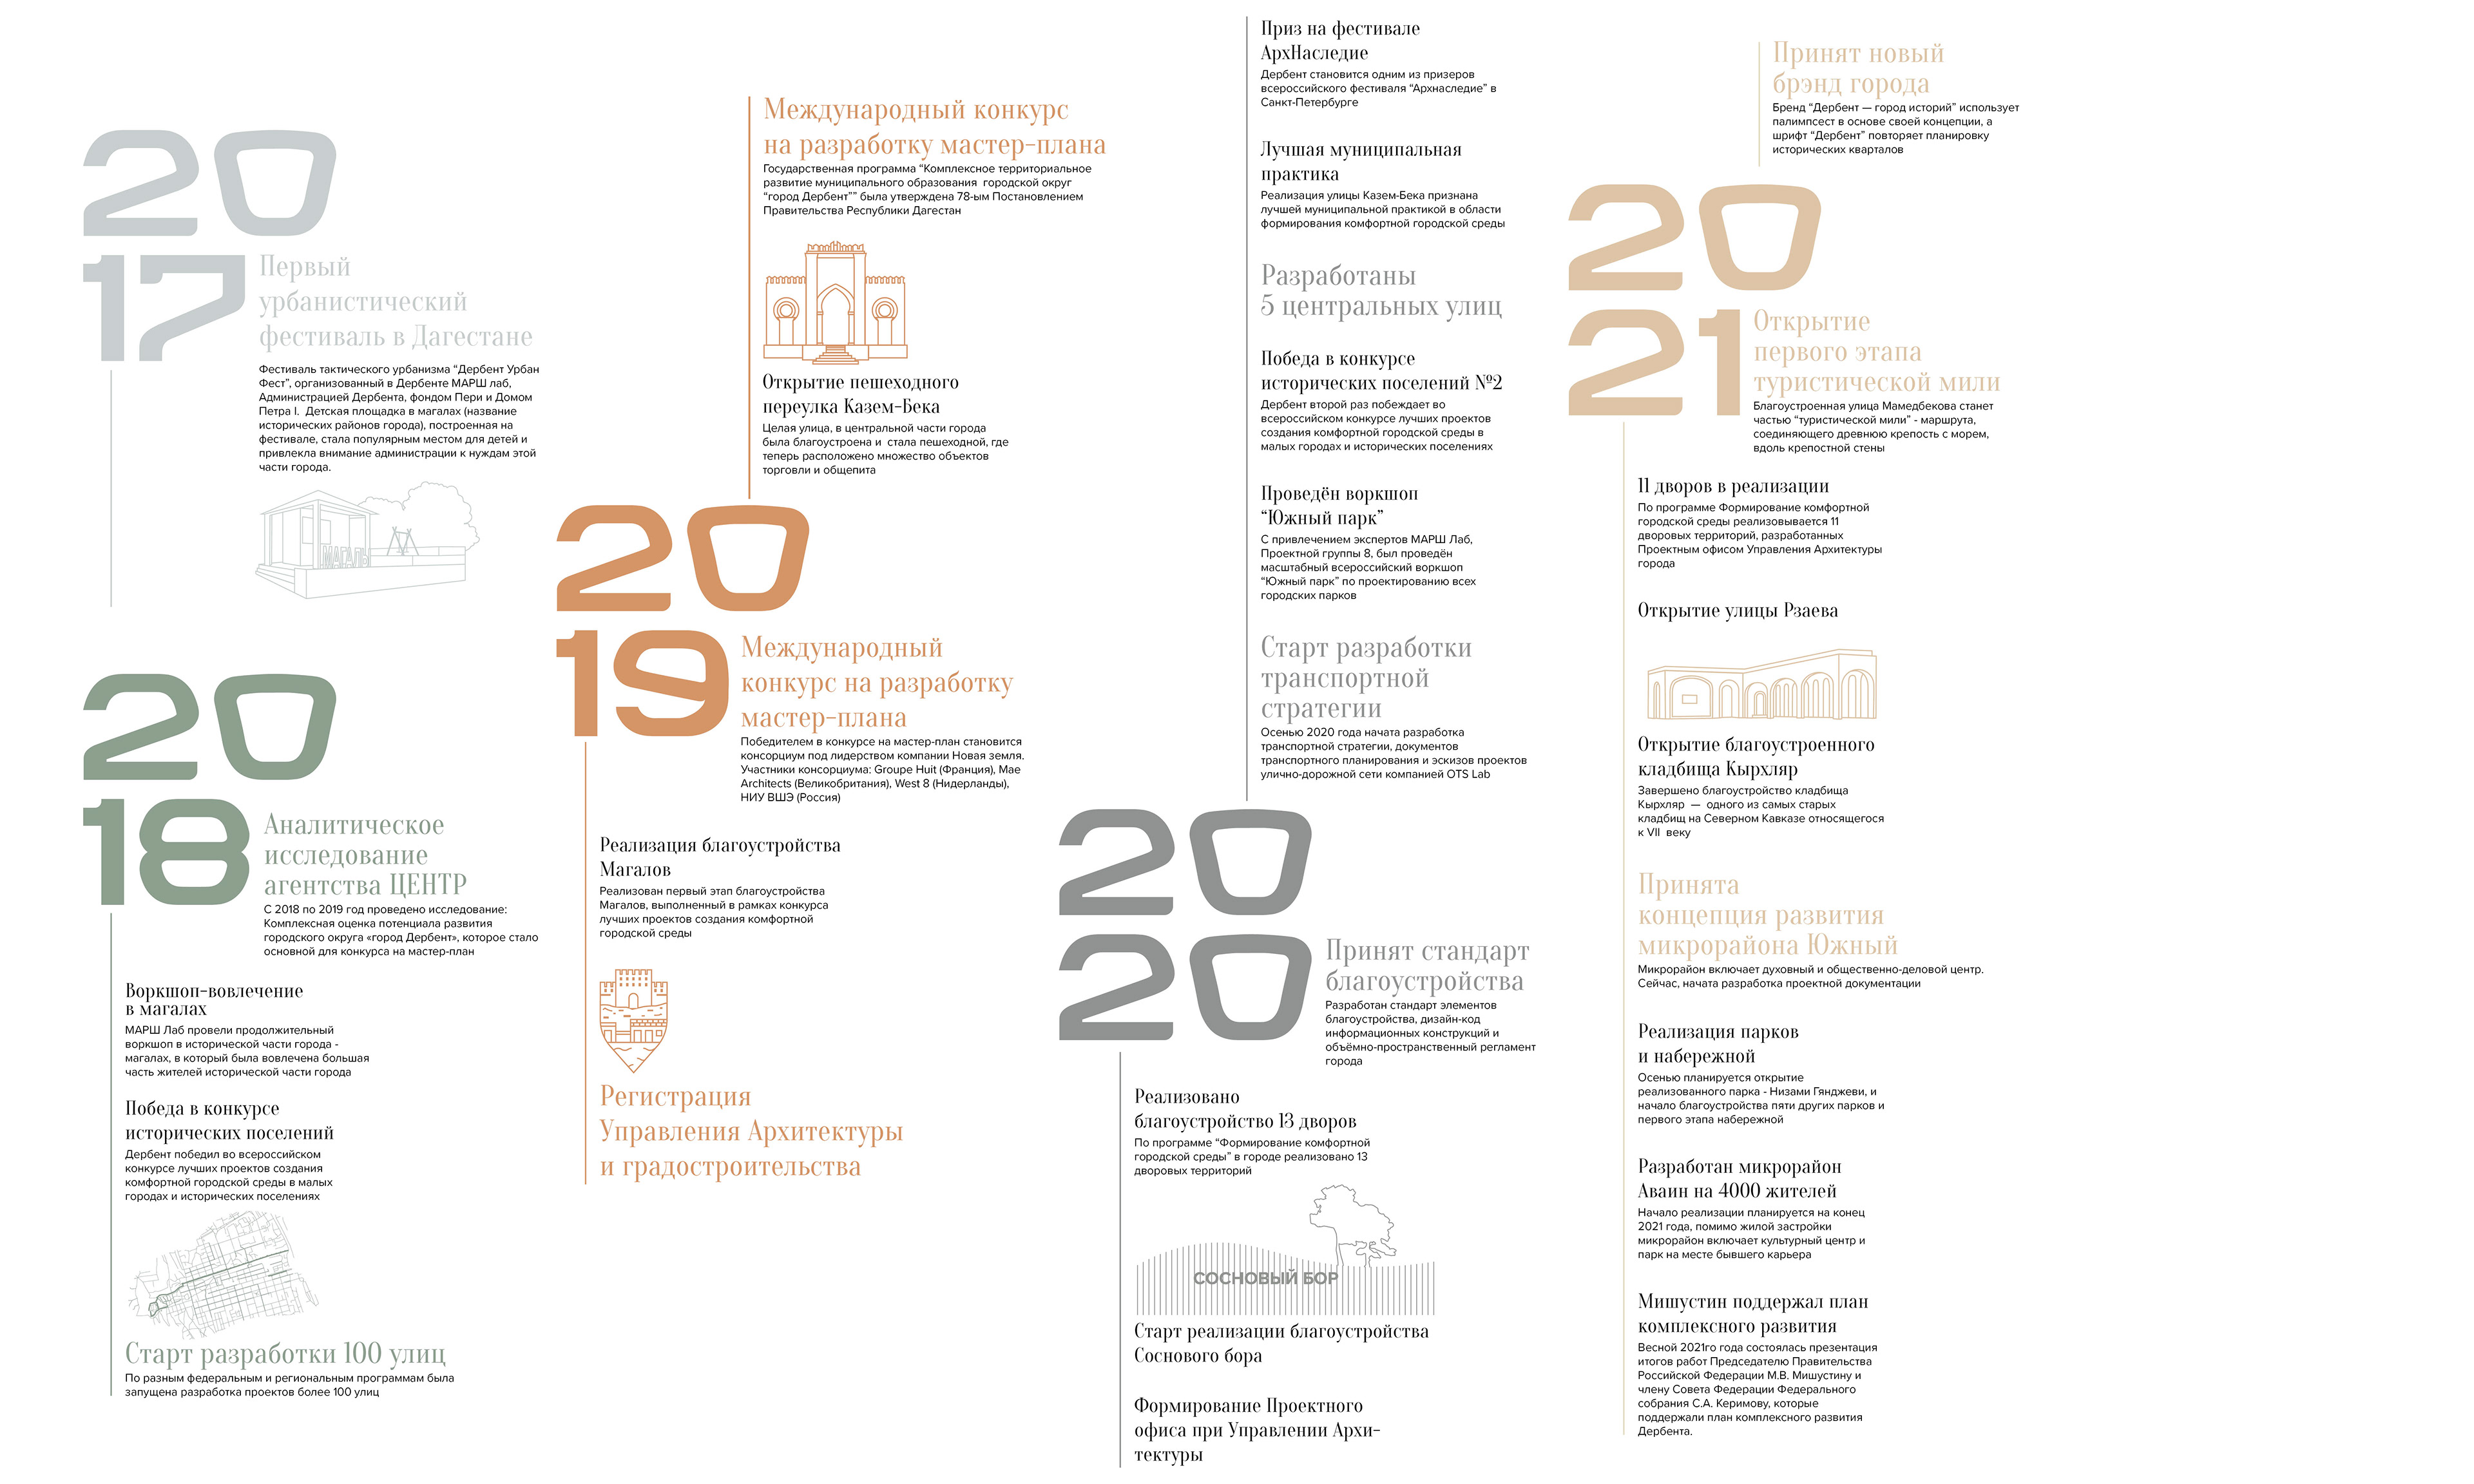 20
17
Первый
урбанистический
фестиваль в Дагестане
Фестиваль тактического урбанизма “Дербент Урбан
Фест”, организованный в Дербенте МАРШ лаб,
Администрацией Дербента, фондом Пери и Домом
Петра I.  Детская площадка в магалах (название
исторических районов города), построенная на
фестивале, стала популярным местом для детей и
привлекла внимание администрации к нуждам этой
части города.
МАГАЛЫ
20
18
Аналитическое
исследование
агентства ЦЕНТР
С 2018 по 2019 год проведено исследование:
Комплексная оценка потенциала развития
городского округа «город Дербент», которое стало
основной для конкурса на мастер-план
Воркшоп-вовлечение
в магалах
МАРШ Лаб провели продолжительный
воркшоп в исторической части города -
магалах, в который была вовлечена большая
часть жителей исторической части города
Победа в конкурсе
исторических поселений
Дербент победил во всероссийском
конкурсе лучших проектов создания
комфортной городской среды в малых
городах и исторических поселениях
Старт разработки 100 улиц
По разным федеральным и региональным программам была
запущена разработка проектов более 100 улиц
Международный конкурс
на разработку мастер-плана
Государственная программа “Комплексное территориальное
развитие муниципального образования  городской округ
“город Дербент”” была утверждена 78-ым Постановлением
Правительства Республики Дагестан
Открытие пешеходного
переулка Казем-Бека
Целая улица, в центральной части города
была благоустроена и  стала пешеходной, где
теперь расположено множество объектов
торговли и общепита
20
19
Международный
конкурс на разработку
мастер-плана
Победителем в конкурсе на мастер-план становится
консорциум под лидерством компании Новая земля.
Участники консорциума: Groupe Huit (Франция), Mae
Architects (Великобритания), West 8 (Нидерланды),
НИУ ВШЭ (Россия)
Реализация благоустройства
Магалов
Реализован первый этап благоустройства
Магалов, выполненный в рамках конкурса
лучших проектов создания комфортной
городской среды
Регистрация
Управления Архитектуры
и градостроительства
Приз на фестивале
АрхНаследие
Дербент становится одним из призеров
всероссийского фестиваля “Архнаследие” в
Санкт-Петербурге
Лучшая муниципальная
практика
Реализация улицы Казем-Бека признана
лучшей муниципальной практикой в области
формирования комфортной городской среды
Разработаны
5 центральных улиц
Победа в конкурсе
исторических поселений №2
Дербент второй раз побеждает во
всероссийском конкурсе лучших проектов
создания комфортной городской среды в
малых городах и исторических поселениях
Проведён воркшоп
“Южный парк”
С привлечением экспертов МАРШ Лаб,
Проектной группы 8, был проведён
масштабный всероссийский воркшоп
“Южный парк” по проектированию всех
городских парков
Старт разработки
транспортной
стратегии
Осенью 2020 года начата разработка
транспортной стратегии, документов
транспортного планирования и эскизов проектов
улично-дорожной сети компанией OTS Lab
20
20
Принят стандарт
благоустройства
Разработан стандарт элементов
благоустройства, дизайн-код
информационных конструкций и
объёмно-пространственный регламент
города
Реализовано
благоустройство 13 дворов
По программе “Формирование комфортной
городской среды” в городе реализовано 13
дворовых территорий
СОСНОВЫЙ БОР
Старт реализации благоустройства
Соснового бора
Формирование Проектного
офиса при Управлении Архи-
тектуры
Принят новый
брэнд города
Бренд “Дербент — город историй” использует
палимпсест в основе своей концепции, а
шрифт “Дербент” повторяет планировку
исторических кварталов
20
21
Открытие
первого этапа
туристической мили
Благоустроенная улица Мамедбекова станет
частью “туристической мили” - маршрута,
соединяющего древнюю крепость с морем,
вдоль крепостной стены
11 дворов в реализации
По программе Формирование комфортной
городской среды реализовывается 11
дворовых территорий, разработанных
Проектным офисом Управления Архитектуры
города
Открытие улицы Рзаева
Открытие благоустроенного
кладбища Кырхляр
Завершено благоустройство кладбища
Кырхляр  —  одного из самых старых
кладбищ на Северном Кавказе относящегося
к VII  веку
Принята
концепция развития
микрорайона Южный
Микрорайон включает духовный и общественно-деловой центр.
Сейчас, начата разработка проектной документации
Реализация парков
и набережной
Осенью планируется открытие
реализованного парка - Низами Гянджеви, и
начало благоустройства пяти других парков и
первого этапа набережной
Разработан микрорайон
Аваин на 4000 жителей
Начало реализации планируется на конец
2021 года, помимо жилой застройки
микрорайон включает культурный центр и
парк на месте бывшего карьера
Мишустин поддержал план
комплексного развития
Весной 2021го года состоялась презентация
итогов работ Председателю Правительства
Российской Федерации М.В. Мишустину и
члену Совета Федерации Федерального
собрания С.А. Керимову, которые
поддержали план комплексного развития
Дербента.